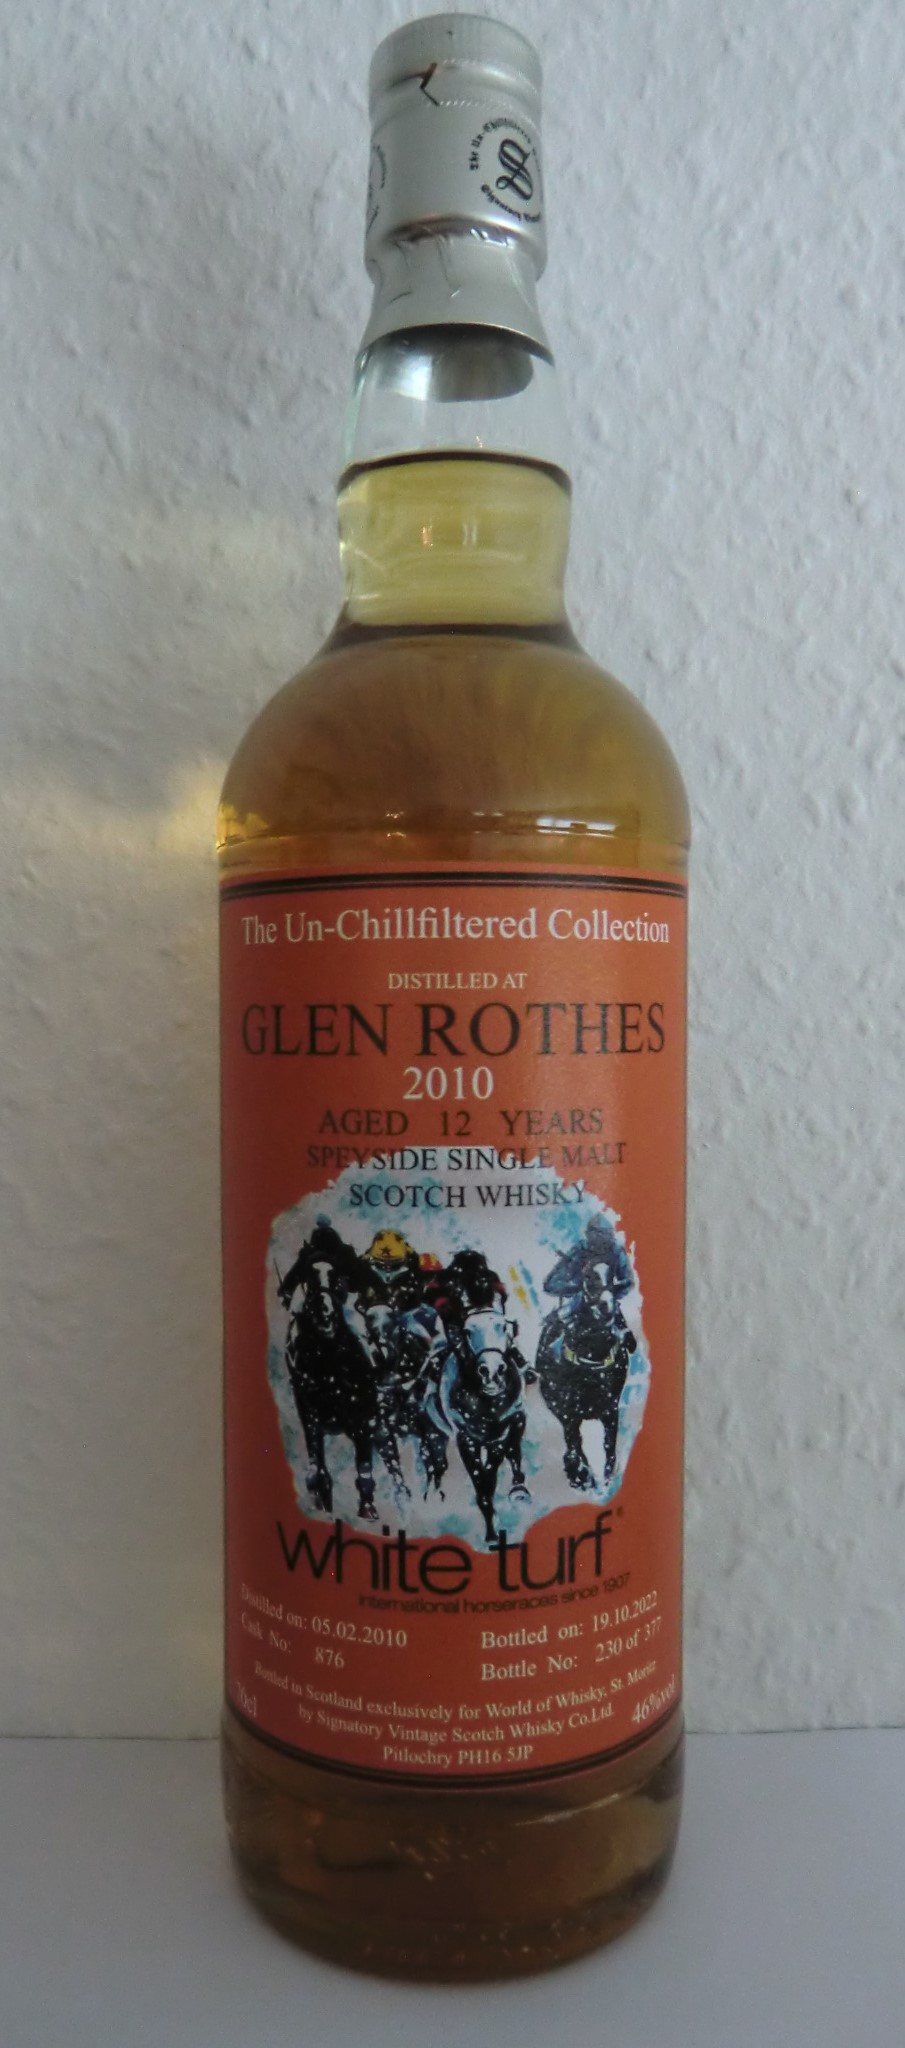 The Un-Chillfiltered Collection
DISTILLED AT
GLEN ROTHES
2010
AGED 12 YEARS
SPEYSIDE SINGLE MALT
SCOTCH WHISKY
white turf®
international horseraces since 1907
Distilled on: 05.02.2010
Cask No: 876
Bottled on: 19.10.2022
Bottle No: 230 of 377
Bottled in Scotland exclusively for World of Whisky, St. Moritz
by Signatory Vintage Scotch Whisky Co.Ltd.
Pitlochry PH16 5JP
70cl
46%vol